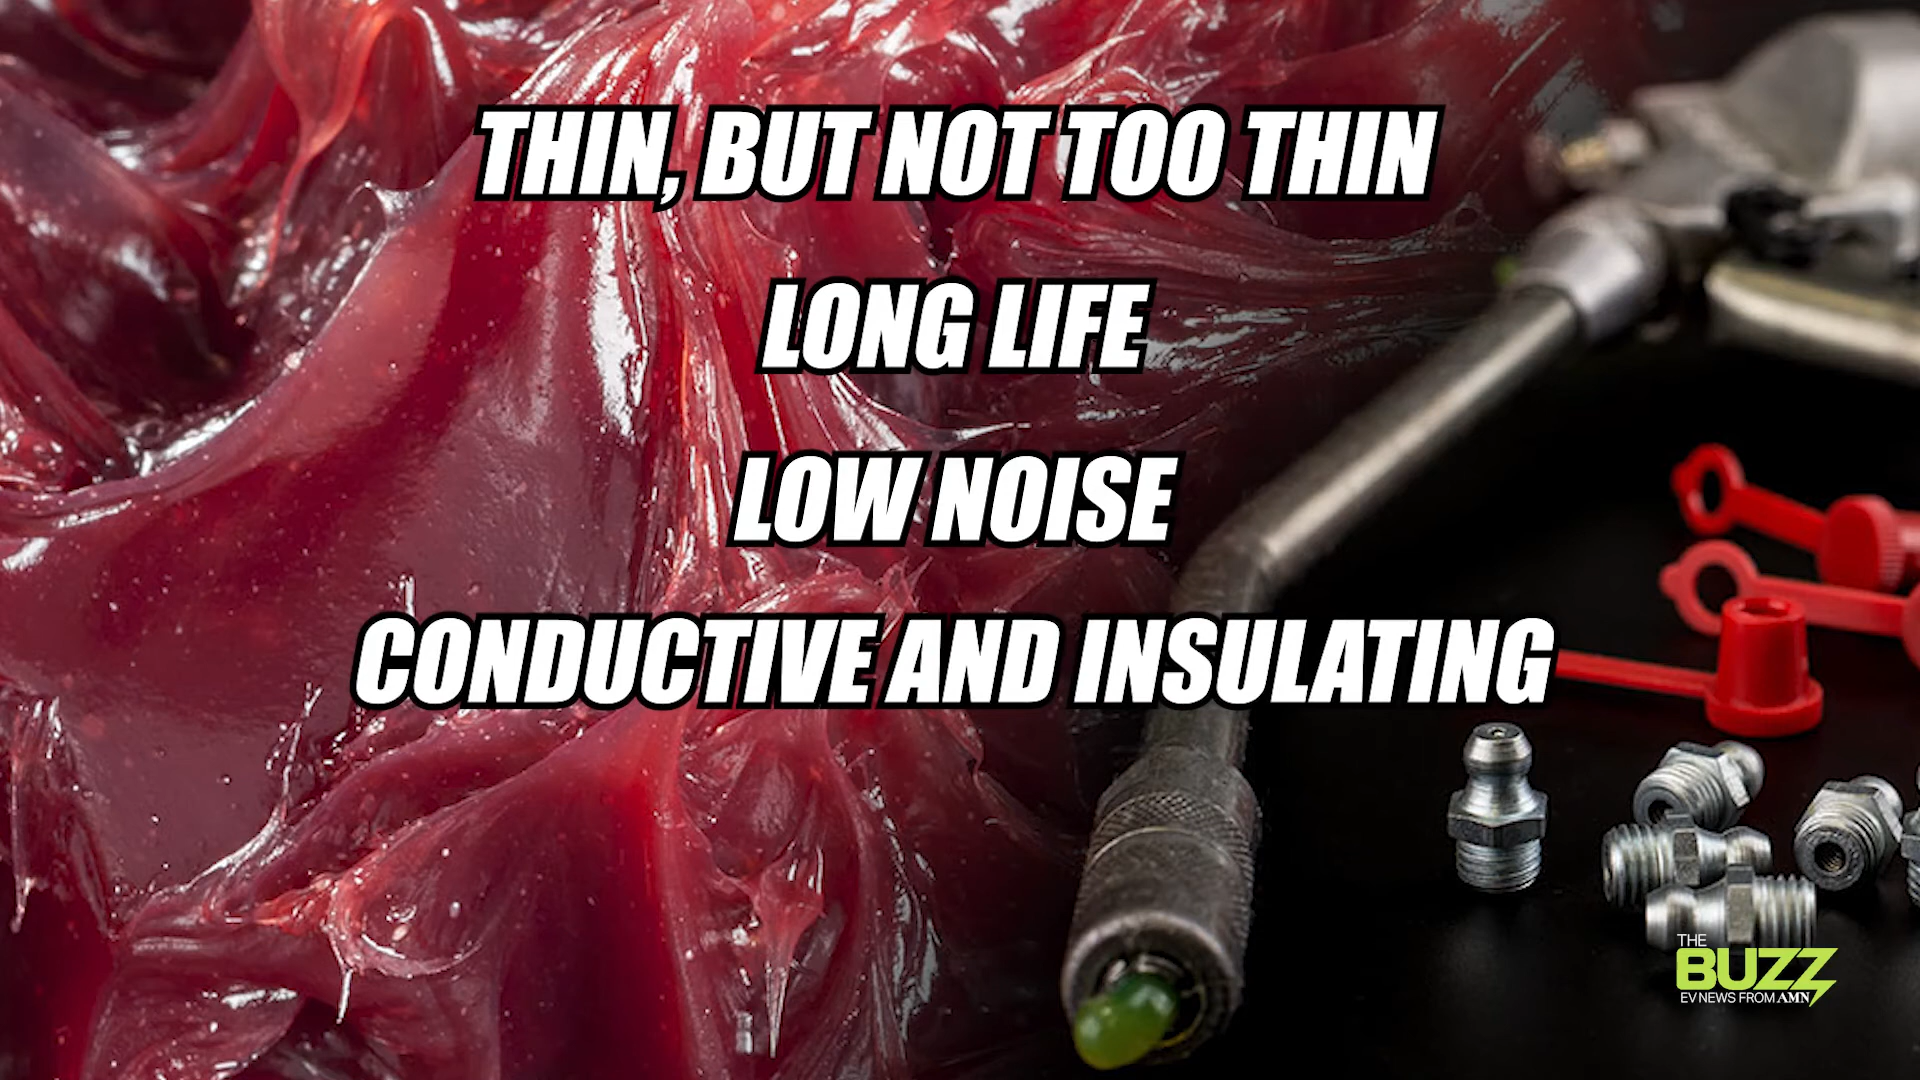 THIN, BUT NOT TOO THIN
LONG LIFE
LOW NOISE
CONDUCTIVE AND INSULATING
THE
BUZZ
EV NEWS FROM AMN